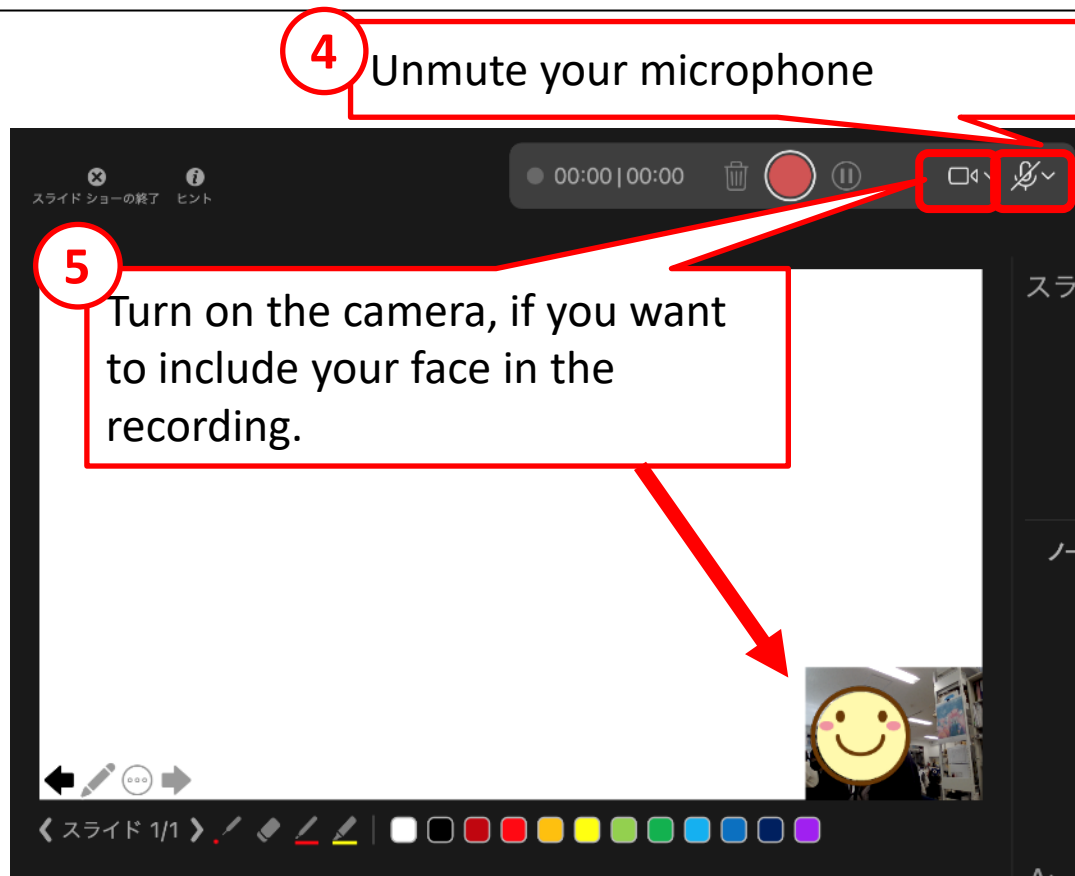 4
Unmute your microphone
スライド ショーの終了 ヒント
00:00|00:00
5
Turn on the camera, if you want
to include your face in the
recording.
スラ
ノー
スライド 1/1